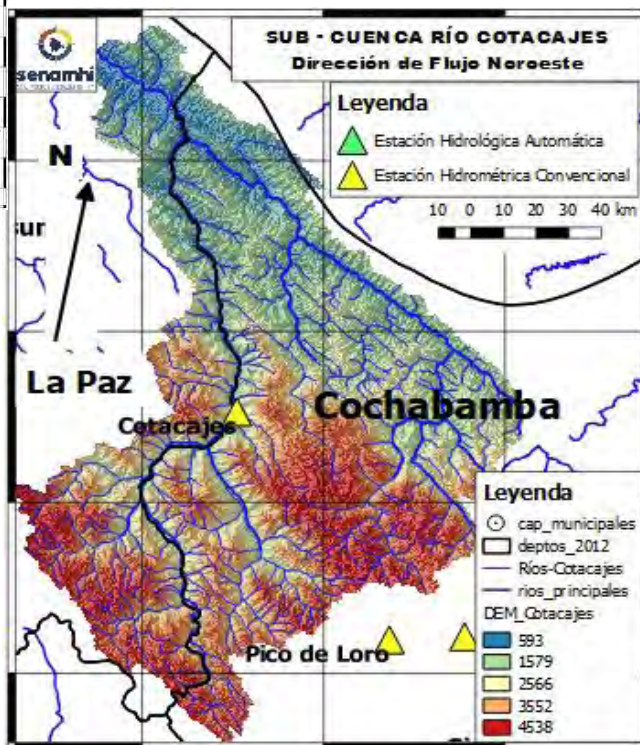 SUB - CUENCA RÍO COTACAJES
Dirección de Flujo Noroeste
senamhi
Leyenda
Estación Hidrológica Automática
Estación Hidrométrica Convencional
10 0 10 20 30 40 km
N
sur
La Paz
Cotacajes
Cochabamba
Pico de Loro
Leyenda
cap_municipales
deptos_2012
Ríos-Cotacajes
rios_principales
DEM_Cotacajes
593
1579
2566
3552
4538